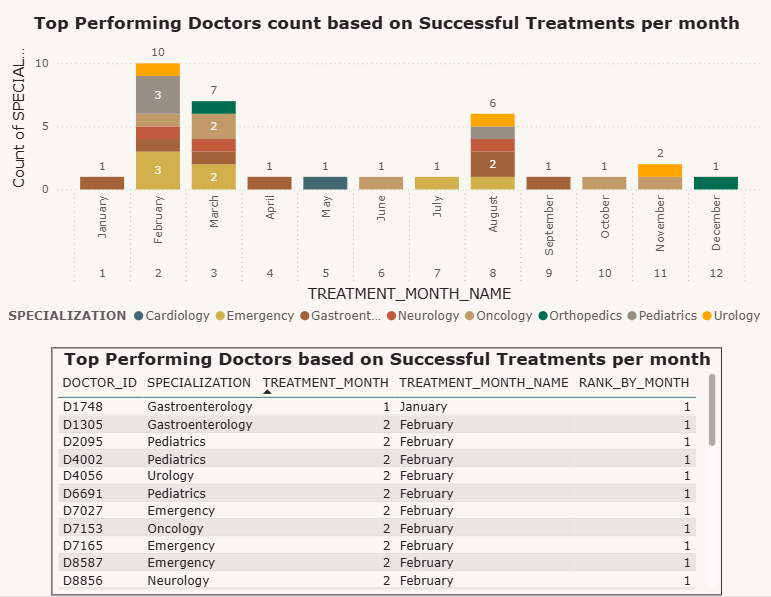 Top Performing Doctors count based on Successful Treatments per month
Count of SPECIAL...
10
5
0
1
10
3
3
7
2
2
1
1
1
1
6
2
1
1
2
1
January
February
March
April
May
June
July
August
September
October
November
December
1 2 3 4 5 6 7 8 9 10 11 12
TREATMENT_MONTH_NAME
SPECIALIZATION Cardiology Emergency Gastroent... Neurology Oncology Orthopedics Pediatrics Urology
Top Performing Doctors based on Successful Treatments per month
DOCTOR_ID SPECIALIZATION TREATMENT_MONTH TREATMENT_MONTH_NAME RANK_BY_MONTH
D1748 Gastroenterology 1 January 1
D1305 Gastroenterology 2 February 1
D2095 Pediatrics 2 February 1
D4002 Pediatrics 2 February 1
D4056 Urology 2 February 1
D6691 Pediatrics 2 February 1
D7027 Emergency 2 February 1
D7153 Oncology 2 February 1
D7165 Emergency 2 February 1
D8587 Emergency 2 February 1
D8856 Neurology 2 February 1